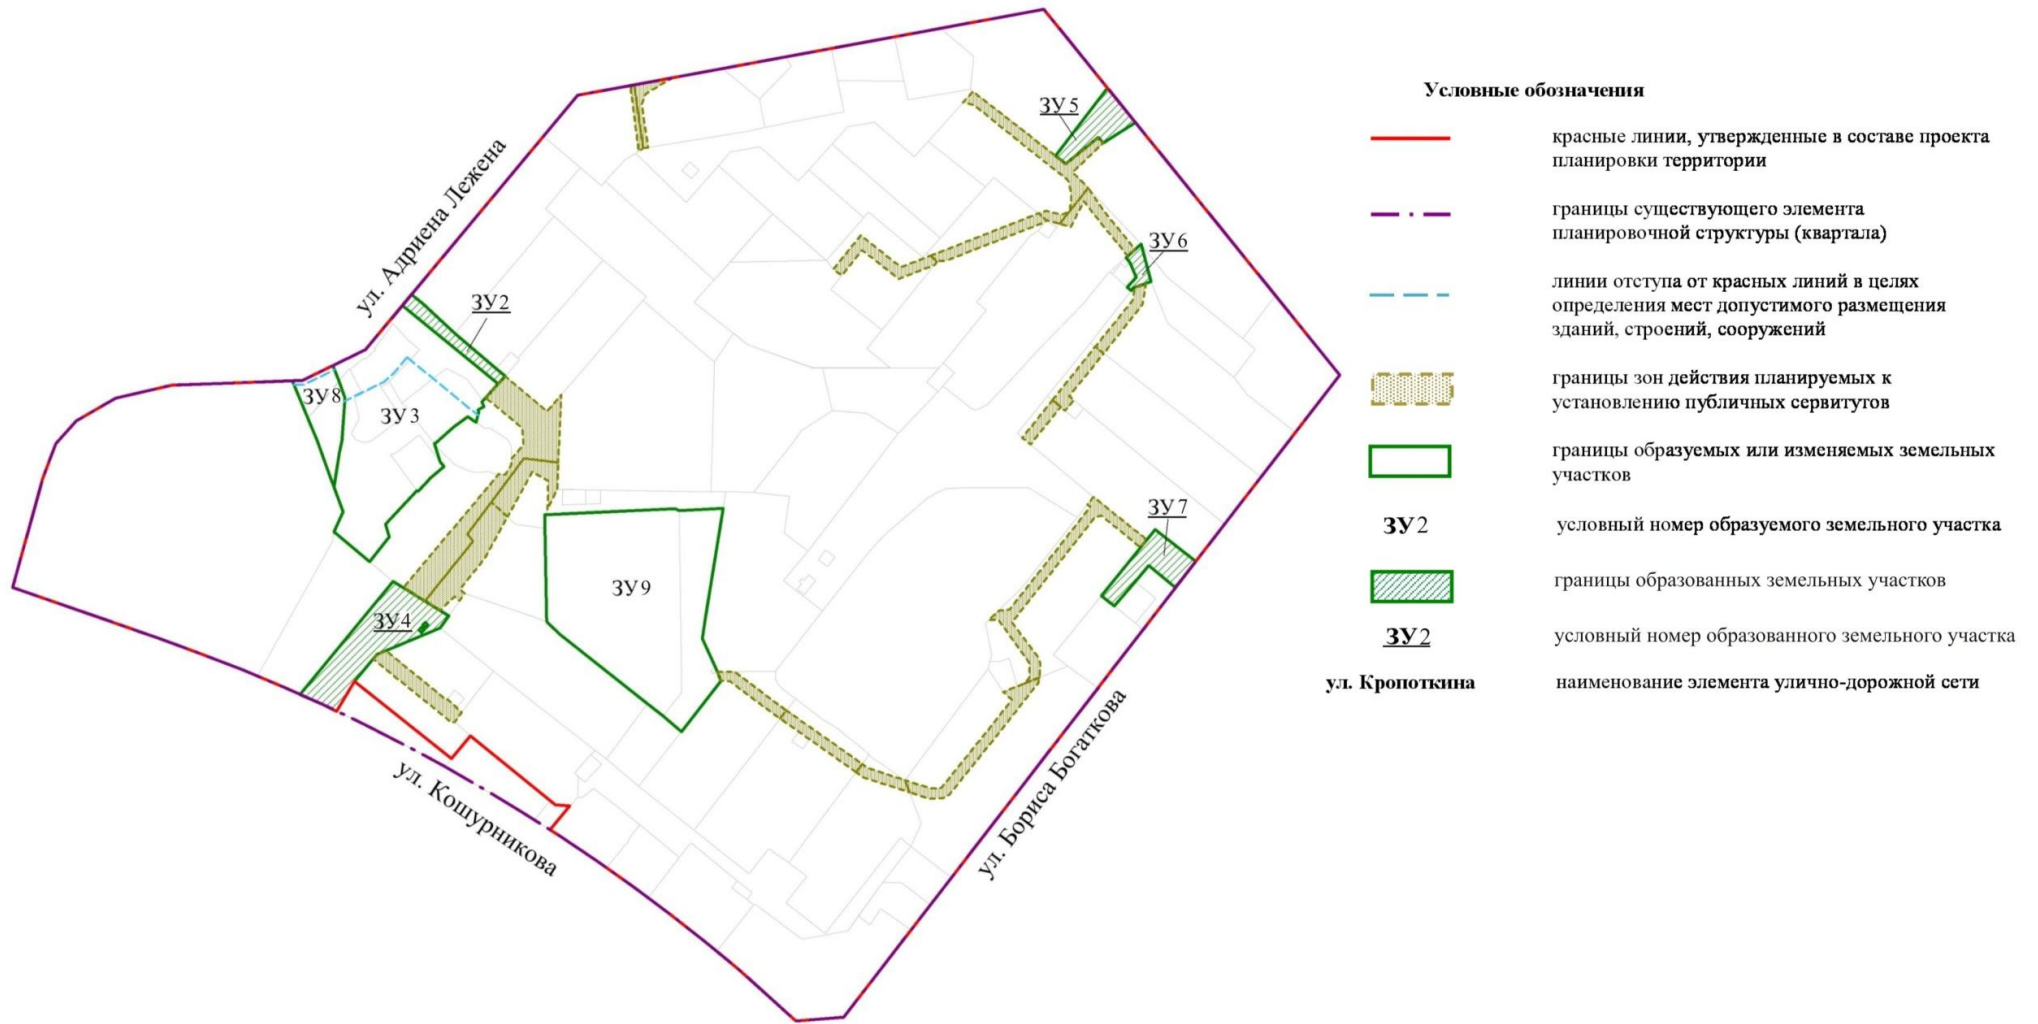 ул. Адриена Лежена
ЗУ5
ЗУ6
ЗУ2
ЗУ8
ЗУ3
ЗУ7
ЗУ9
ЗУ4
ул. Кошурникова
ул. Бориса Богаткова
Условные обозначения
красные линии, утвержденные в составе проекта
планировки территории
границы существующего элемента
планировочной структуры (квартала)
линии отступа от красных линий в целях
определения мест допустимого размещения
зданий, строений, сооружений
границы зон действия планируемых к
установлению публичных сервитутов
границы образуемых или изменяемых земельных
участков
ЗУ2 условный номер образуемого земельного участка
границы образованных земельных участков
ЗУ2 условный номер образованного земельного участка
ул. Кропоткина наименование элемента улично-дорожной сети